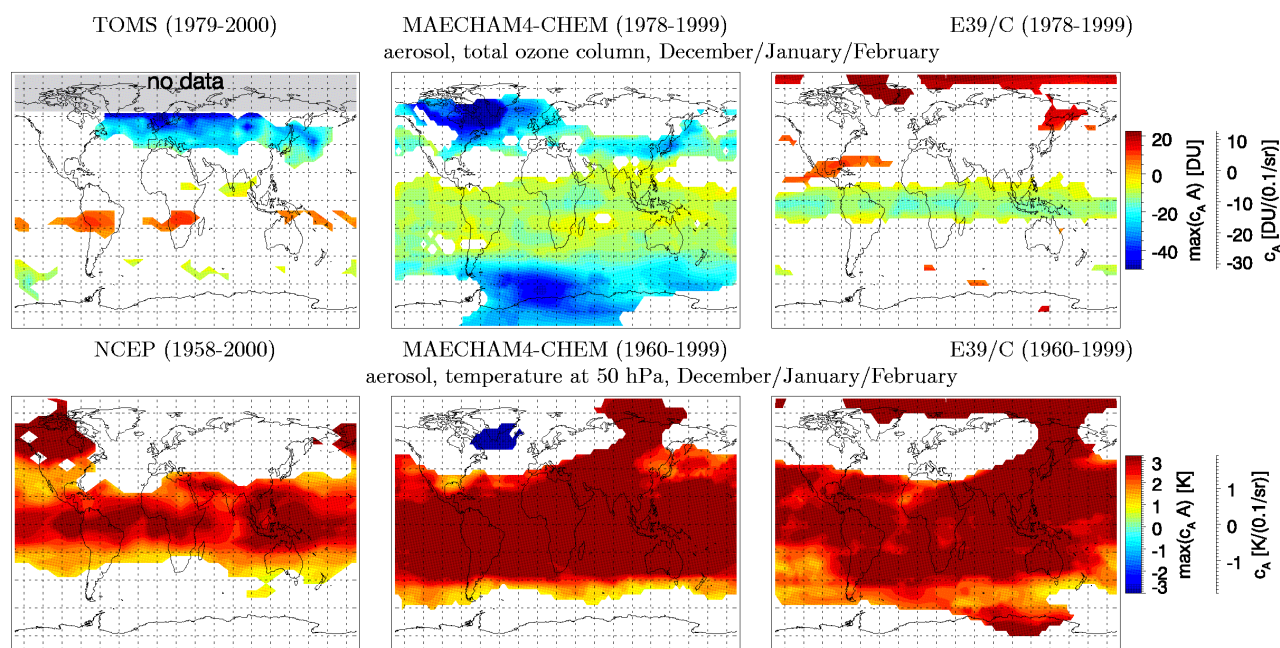 TOMS (1979-2000) MAECHAM4-CHEM (1978-1999) E39/C (1978-1999)
aerosol, total ozone column, December/January/February
no data
20
0
-20
-40
max(c_A A) [DU]
10
0
-10
-20
-30
c_A [DU/(0.1/sr)]
NCEP (1958-2000) MAECHAM4-CHEM (1960-1999) E39/C (1960-1999)
aerosol, temperature at 50 hPa, December/January/February
3
2
1
0
-1
-2
-3
max(c_A A) [K]
1
0
-1
c_A [K/(0.1/sr)]